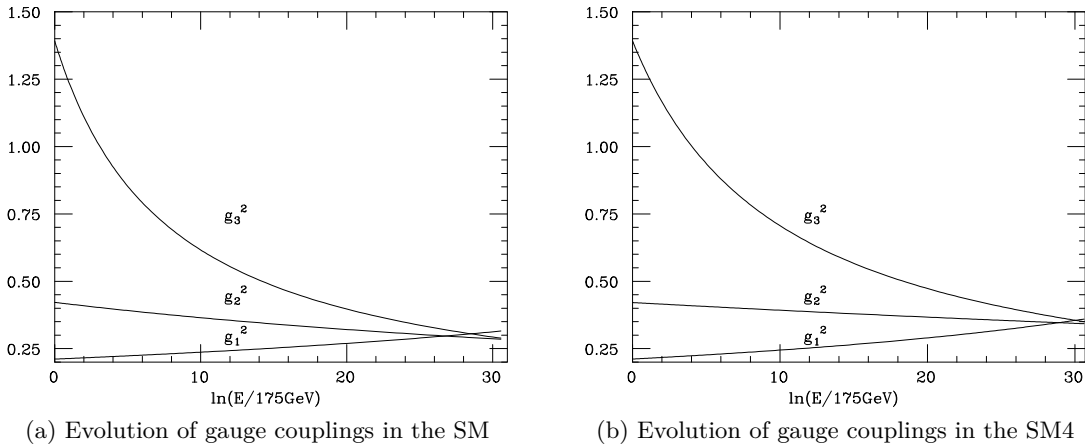 1.50
1.25
1.00
0.75
0.50
0.25
g₃²
g₂²
g₁²
0 10 20 30
ln(E/175GeV)
(a) Evolution of gauge couplings in the SM
1.50
1.25
1.00
0.75
0.50
0.25
g₃²
g₂²
g₁²
0 10 20 30
ln(E/175GeV)
(b) Evolution of gauge couplings in the SM4